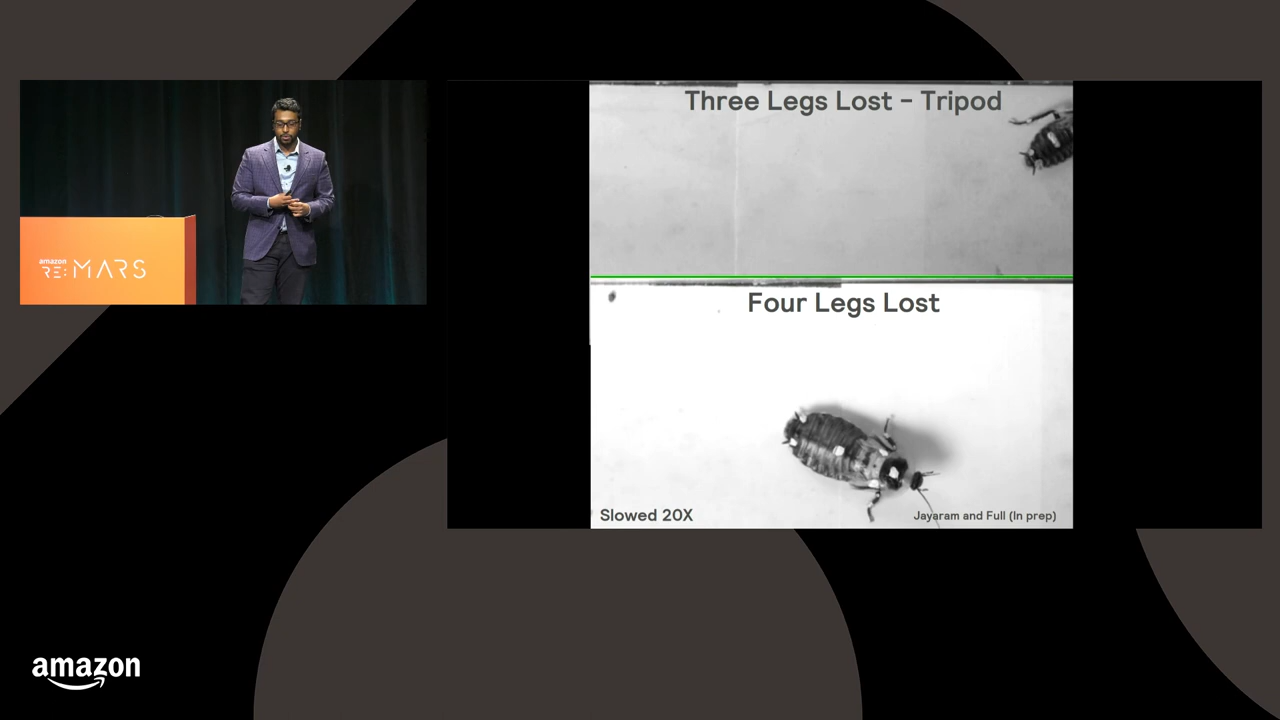 Three Legs Lost – Tripod
amazon
RE: MARS
Four Legs Lost
Slowed 20X
Jayaram and Full (In prep)
amazon